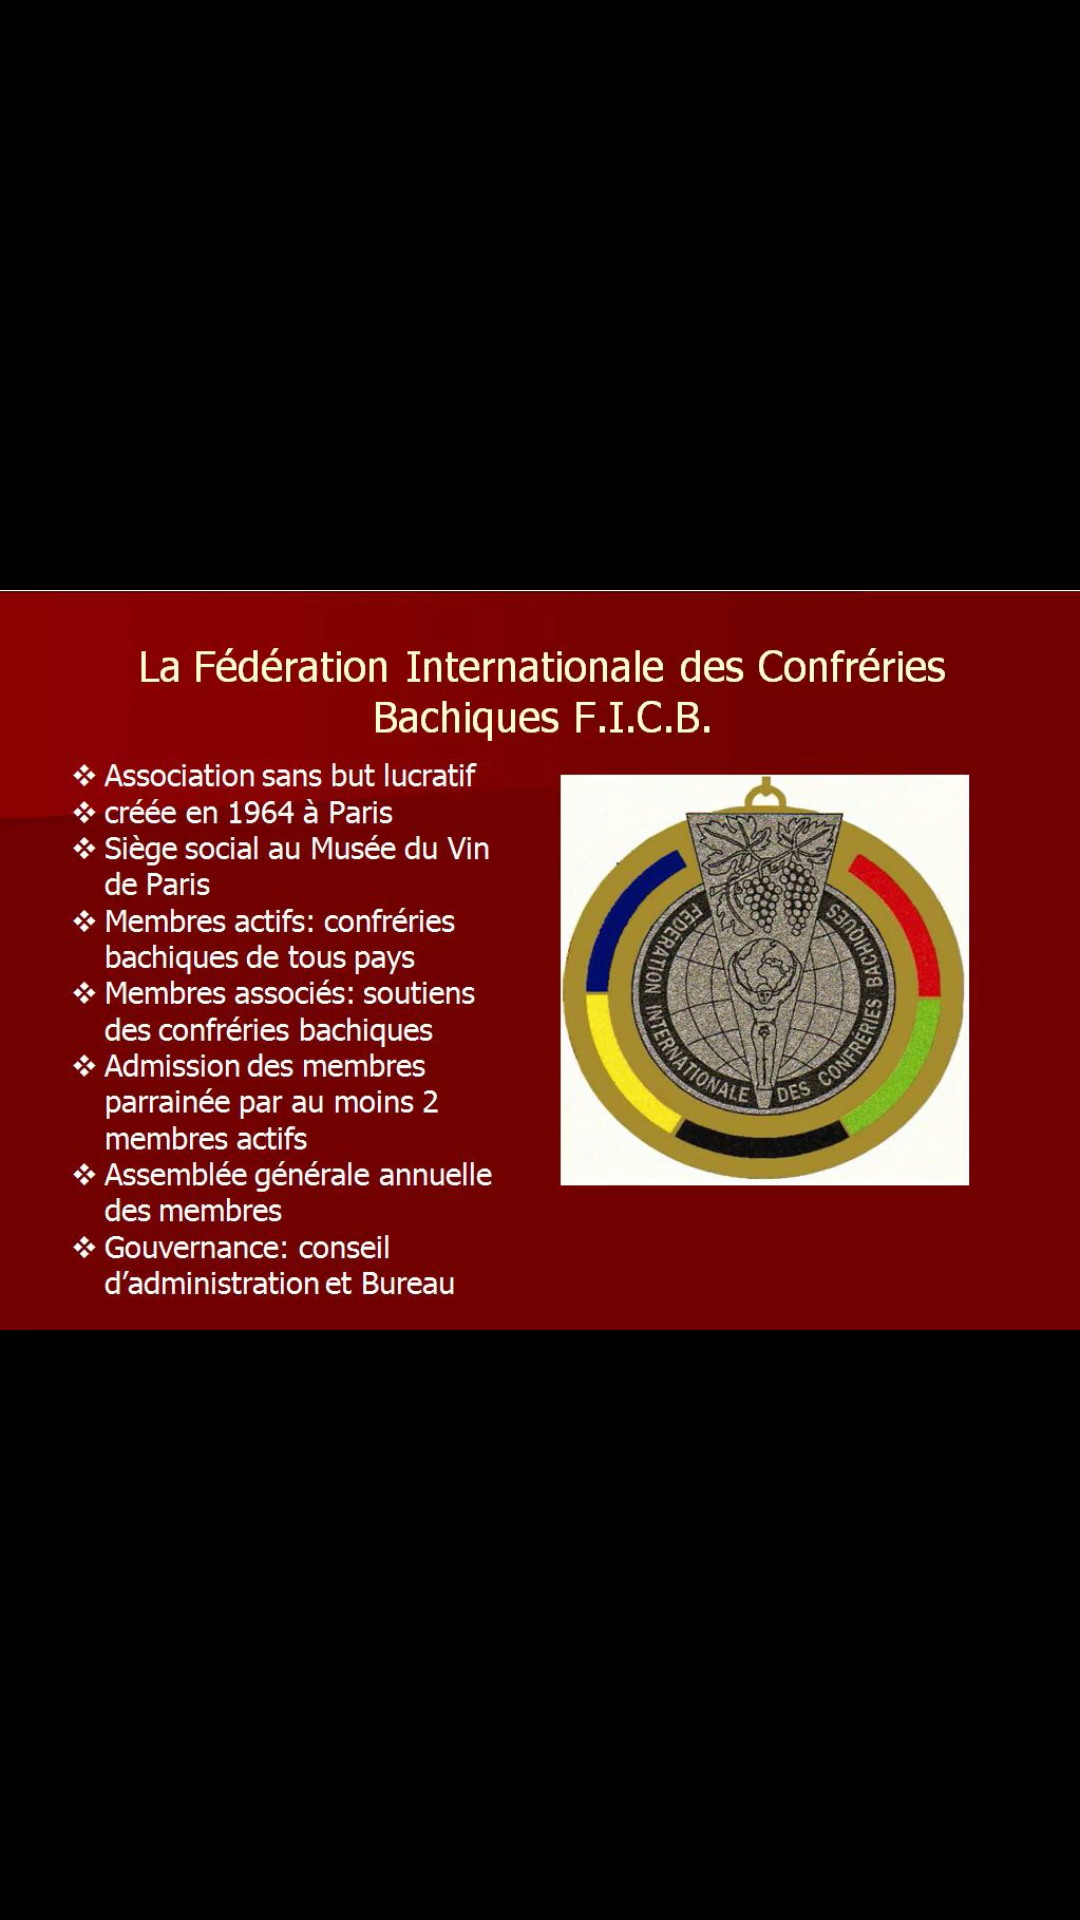 La Fédération Internationale des Confréries
Bachiques F.I.C.B.
❖ Association sans but lucratif
❖ créée en 1964 à Paris
❖ Siège social au Musée du Vin
de Paris
❖ Membres actifs: confréries
bachiques de tous pays
❖ Membres associés: soutiens
des confréries bachiques
❖ Admission des membres
parrainée par au moins 2
membres actifs
❖ Assemblée générale annuelle
des membres
❖ Gouvernance: conseil
d’administration et Bureau
FEDERATION INTERNATIONALE DES CONFRERIES BACHIQUES